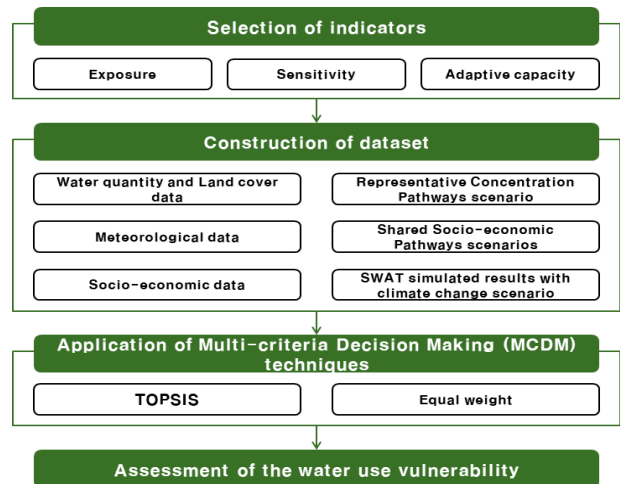 Selection of indicators
Exposure
Sensitivity
Adaptive capacity
Construction of dataset
Water quantity and Land cover
data
Representative Concentration
Pathways scenario
Meteorological data
Shared Socio-economic
Pathways scenarios
Socio-economic data
SWAT simulated results with
climate change scenario
Application of Multi-criteria Decision Making (MCDM)
techniques
TOPSIS
Equal weight
Assessment of the water use vulnerability